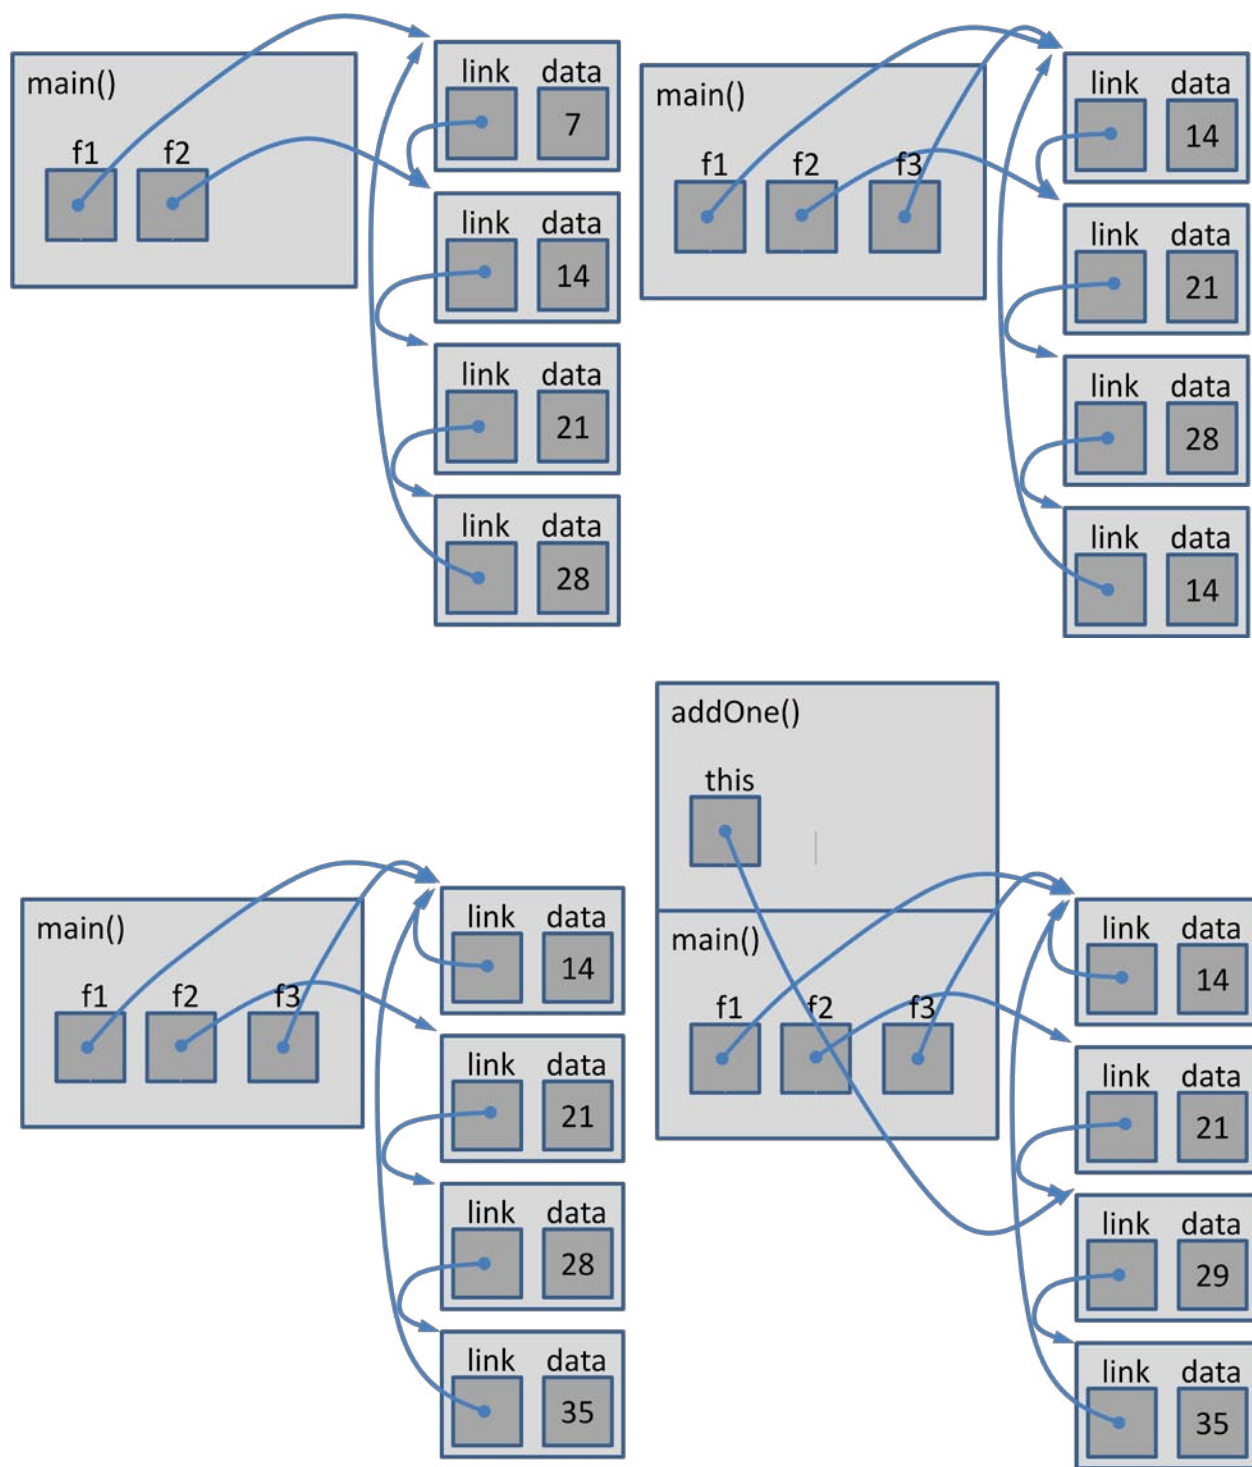 main()
f1 f2
link data
7
link data
14
link data
21
link data
28
main()
f1 f2 f3
link data
14
link data
21
link data
28
link data
14
main()
f1 f2 f3
link data
14
link data
21
link data
28
link data
35
addOne()
this
main()
f1 f2 f3
link data
14
link data
21
link data
29
link data
35